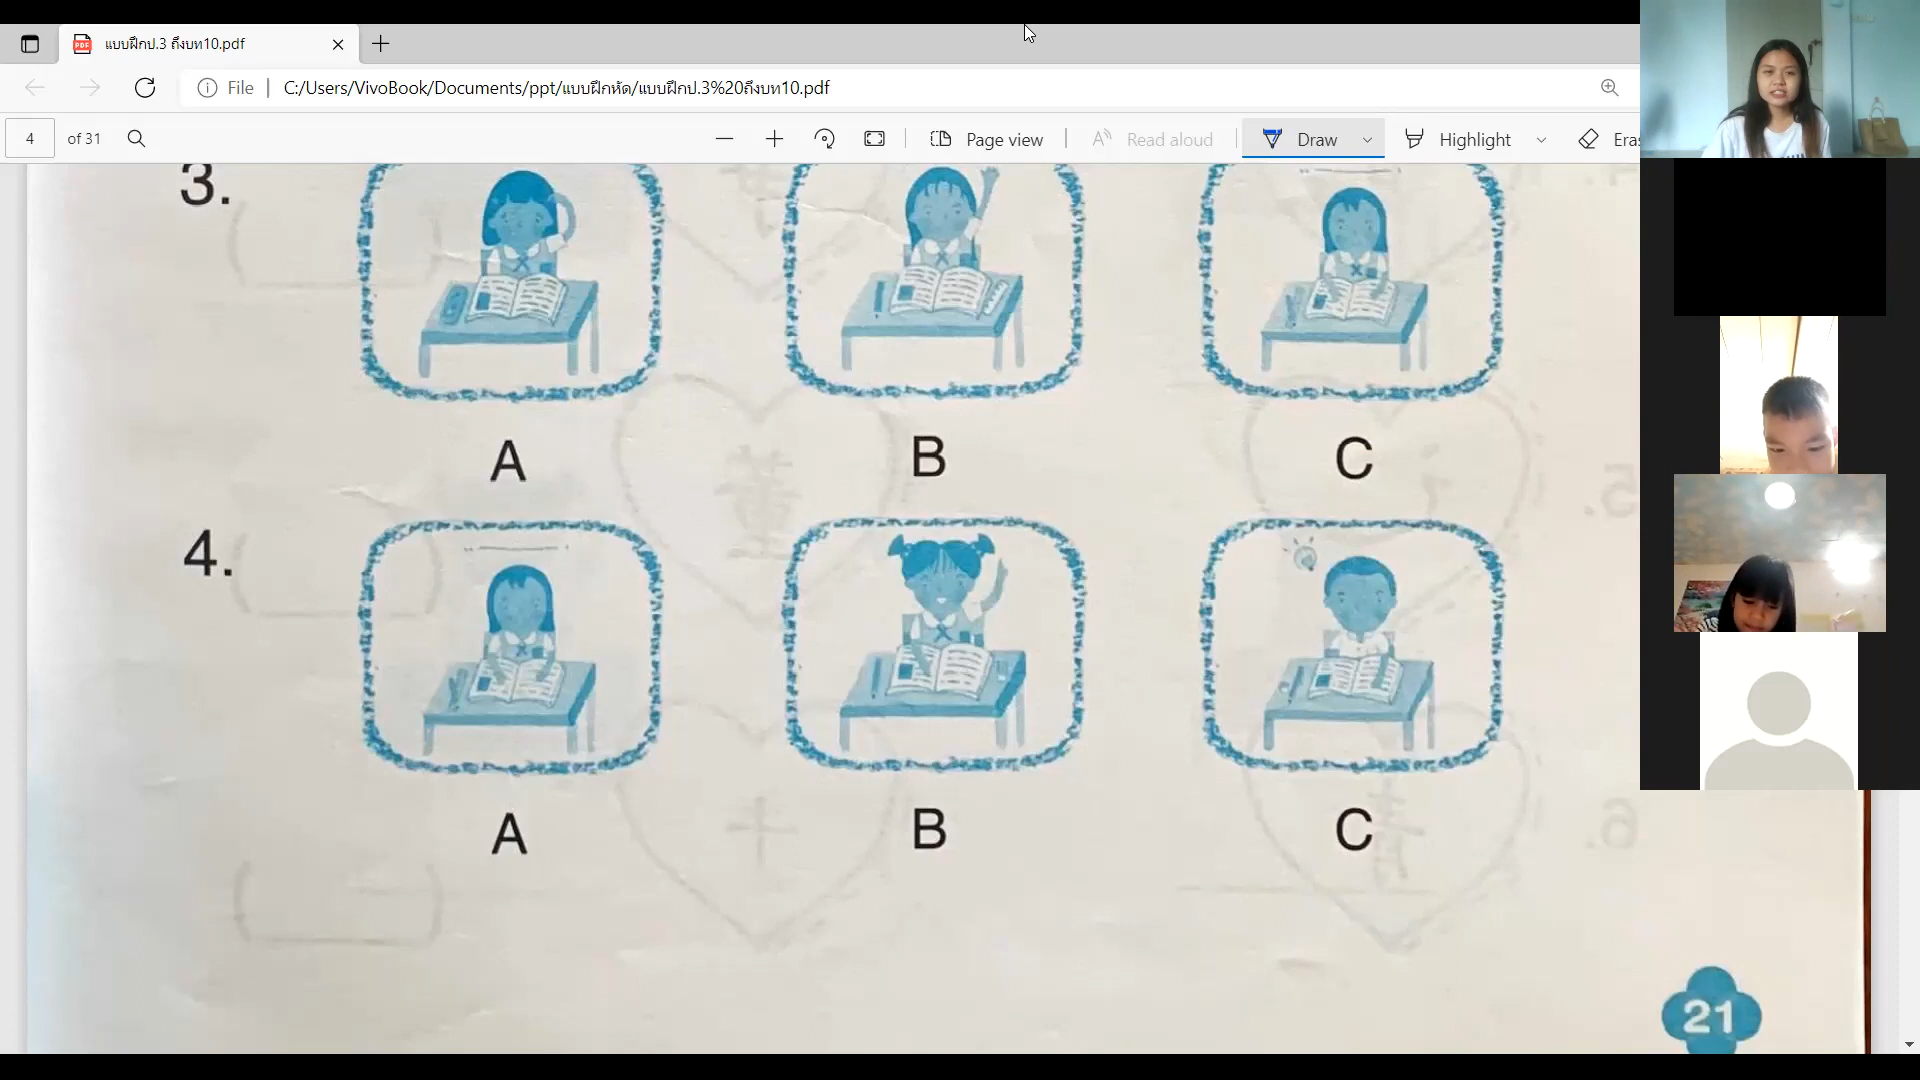 แบบฝึกป.3 ถึงบท10.pdf
File C:/Users/VivoBook/Documents/ppt/แบบฝึกหัด/แบบฝึกป.3%20ถึงบท10.pdf
4 of 31 Page view Read aloud Draw Highlight Eras
3.
A B C
4.
A B C
21